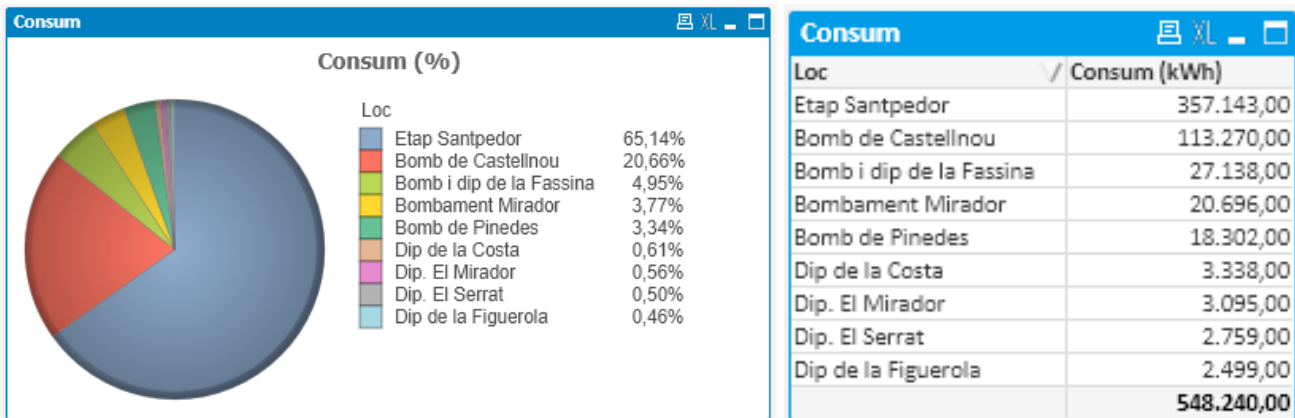 Consum XL
Consum (%)
Loc
Etap Santpedor 65,14%
Bomb de Castellnou 20,66%
Bomb i dip de la Fassina 4,95%
Bombament Mirador 3,77%
Bomb de Pinedes 3,34%
Dip de la Costa 0,61%
Dip. El Mirador 0,56%
Dip. El Serrat 0,50%
Dip de la Figuerola 0,46%
Consum XL
Loc Consum (kWh)
Etap Santpedor 357.143,00
Bomb de Castellnou 113.270,00
Bomb i dip de la Fassina 27.138,00
Bombament Mirador 20.696,00
Bomb de Pinedes 18.302,00
Dip de la Costa 3.338,00
Dip. El Mirador 3.095,00
Dip. El Serrat 2.759,00
Dip de la Figuerola 2.499,00
548.240,00